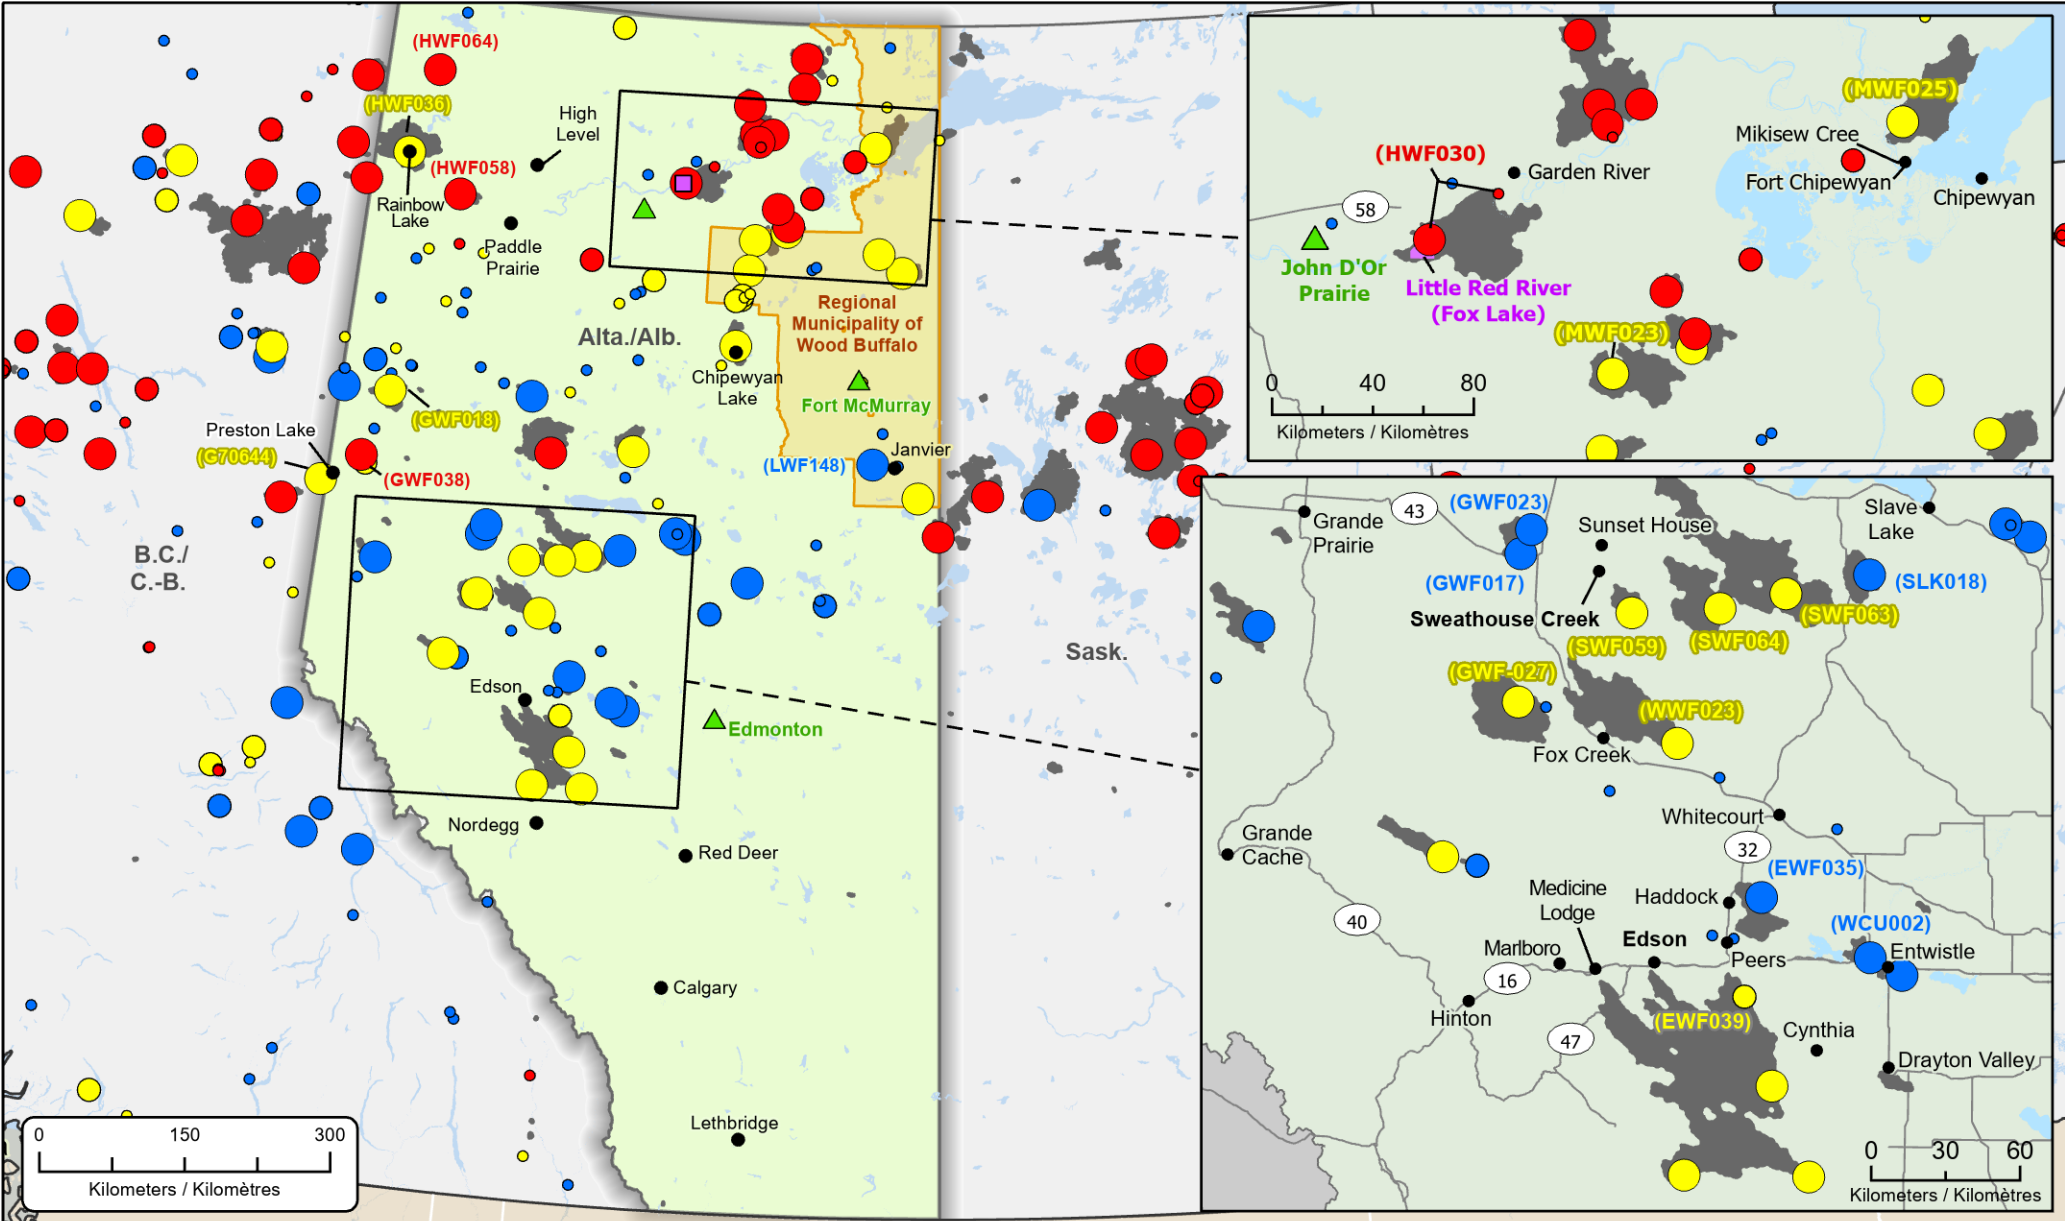 (HWF064)
(HWF036)
High
Level
(HWF058)
Rainbow
Lake
Paddle
Prairie
Alta./Alb.
Regional
Municipality of
Wood Buffalo
Chipewyan
Lake
Fort McMurray
(GWF018)
Preston Lake
(G70644)
(GWF038)
(LWF148)
Janvier
B.C./
C.-B.
Sask.
Edson
Edmonton
Nordegg
Red Deer
Calgary
Lethbridge
0 150 300
Kilometers / Kilomètres
(MWF025)
Mikisew Cree
(HWF030)
Garden River
Fort Chipewyan
Chipewyan
58
John D'Or
Prairie
Little Red River
(Fox Lake)
(MWF023)
0 40 80
Kilometers / Kilomètres
43
(GWF023)
Grande
Prairie
Sunset House
Slave
Lake
(GWF017)
(SLK018)
Sweathouse Creek
(SWF063)
(SWF059)
(SWF064)
(GWF-027)
(WWF023)
Fox Creek
Whitecourt
Grande
Cache
32
(EWF035)
Medicine
Lodge
Haddock
40
(WCU002)
Marlboro
Edson
Peers
Entwistle
16
Hinton
(EWF039)
47
Cynthia
Drayton Valley
0 30 60
Kilometers / Kilomètres